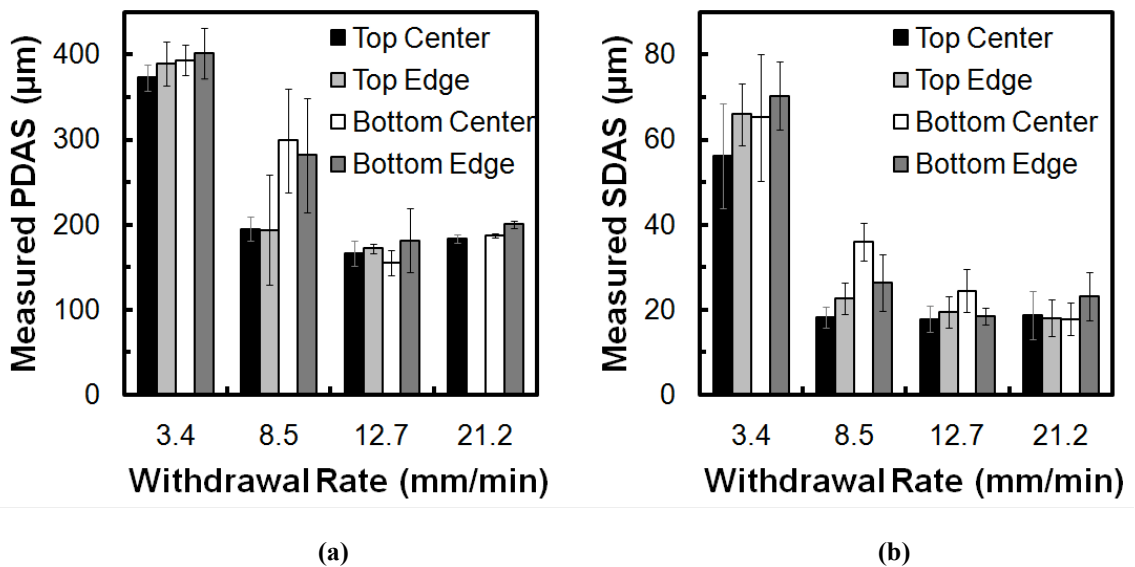 Measured PDAS (µm)
400
300
200
100
0
Top Center
Top Edge
Bottom Center
Bottom Edge
3.4 8.5 12.7 21.2
Withdrawal Rate (mm/min)
(a)
Measured SDAS (µm)
80
60
40
20
0
Top Center
Top Edge
Bottom Center
Bottom Edge
3.4 8.5 12.7 21.2
Withdrawal Rate (mm/min)
(b)